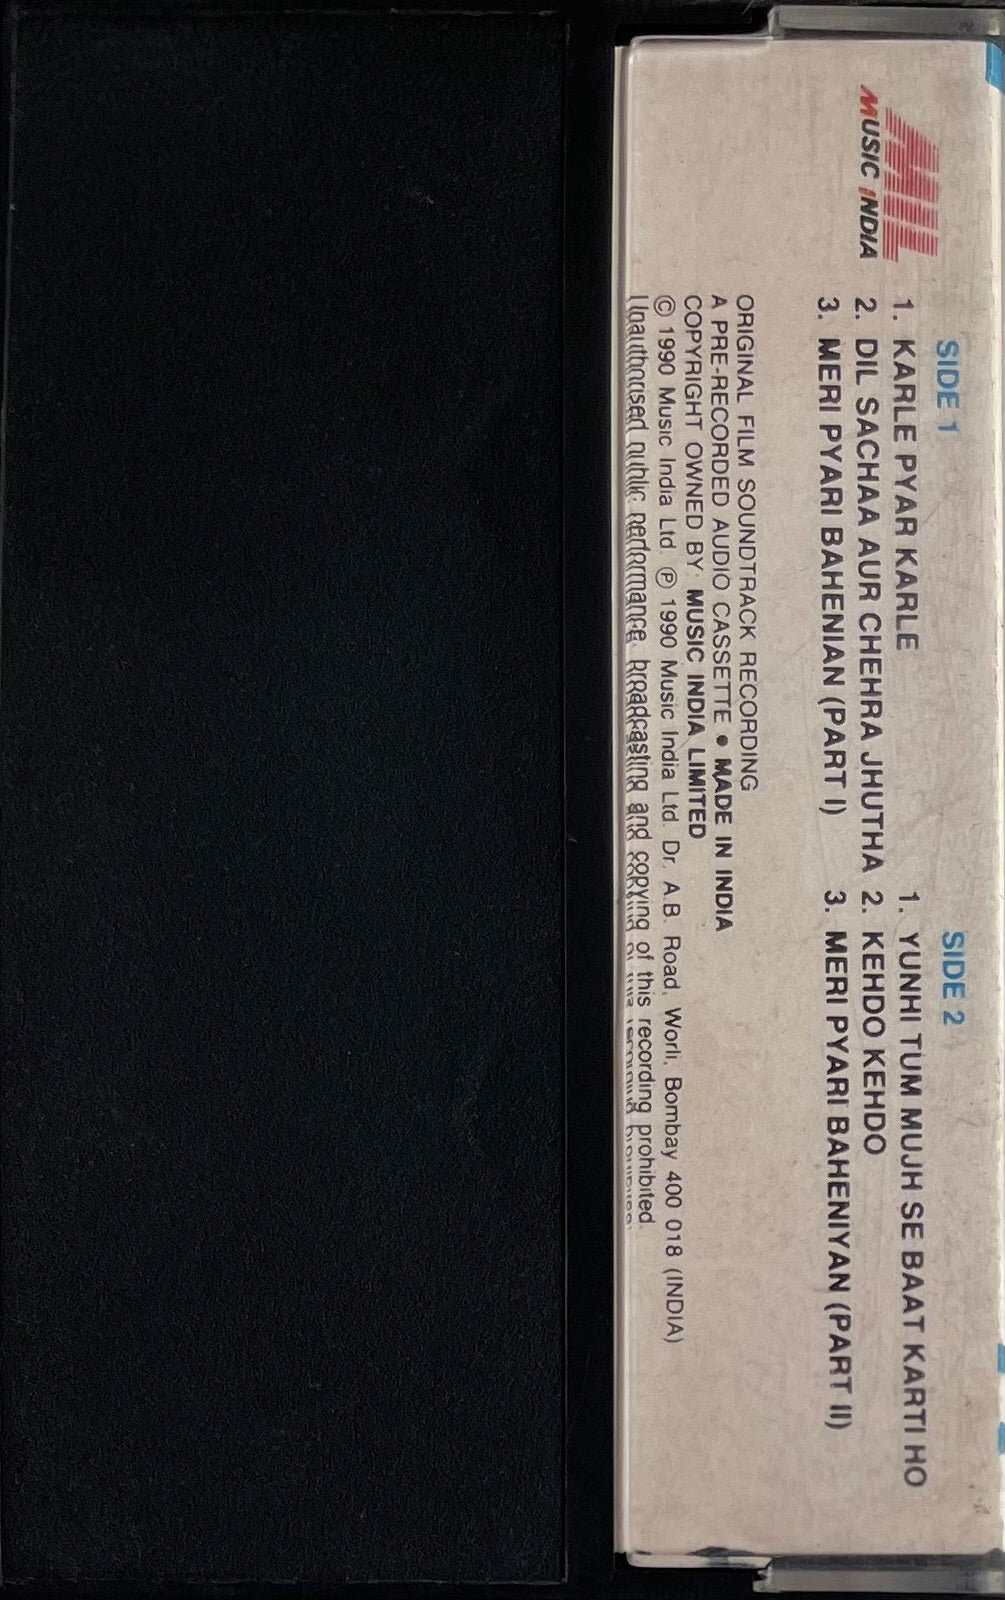 MIL
MUSIC INDIA
SIDE 1
1. KARLE PYAR KARLE
2. DIL SACHAA AUR CHEHRA JHUTHA
3. MERI PYARI BAHENIAN (PART I)
SIDE 2
1. YUNHI TUM MUJH SE BAAT KARTI HO
2. KEHDO KEHDO
3. MERI PYARI BAHENIYAN (PART II)
ORIGINAL FILM SOUNDTRACK RECORDING
A PRE-RECORDED AUDIO CASSETTE ● MADE IN INDIA
COPYRIGHT OWNED BY: MUSIC INDIA LIMITED
© 1990 Music India Ltd. ℗ 1990 Music India Ltd. Dr. A.B. Road, Worli, Bombay 400 018 (INDIA)
Unauthorised public performance, broadcasting and copying of this recording prohibited.